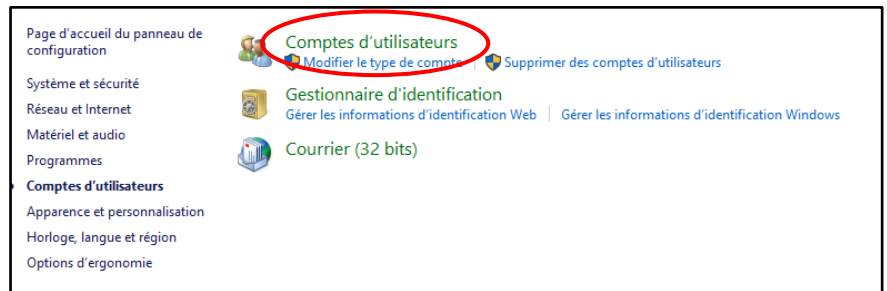 Page d'accueil du panneau de
configuration
Système et sécurité
Réseau et Internet
Matériel et audio
Programmes
Comptes d'utilisateurs
Apparence et personnalisation
Horloge, langue et région
Options d'ergonomie
Comptes d'utilisateurs
Modifier le type de compte Supprimer des comptes d'utilisateurs
Gestionnaire d'identification
Gérer les informations d'identification Web Gérer les informations d'identification Windows
Courrier (32 bits)